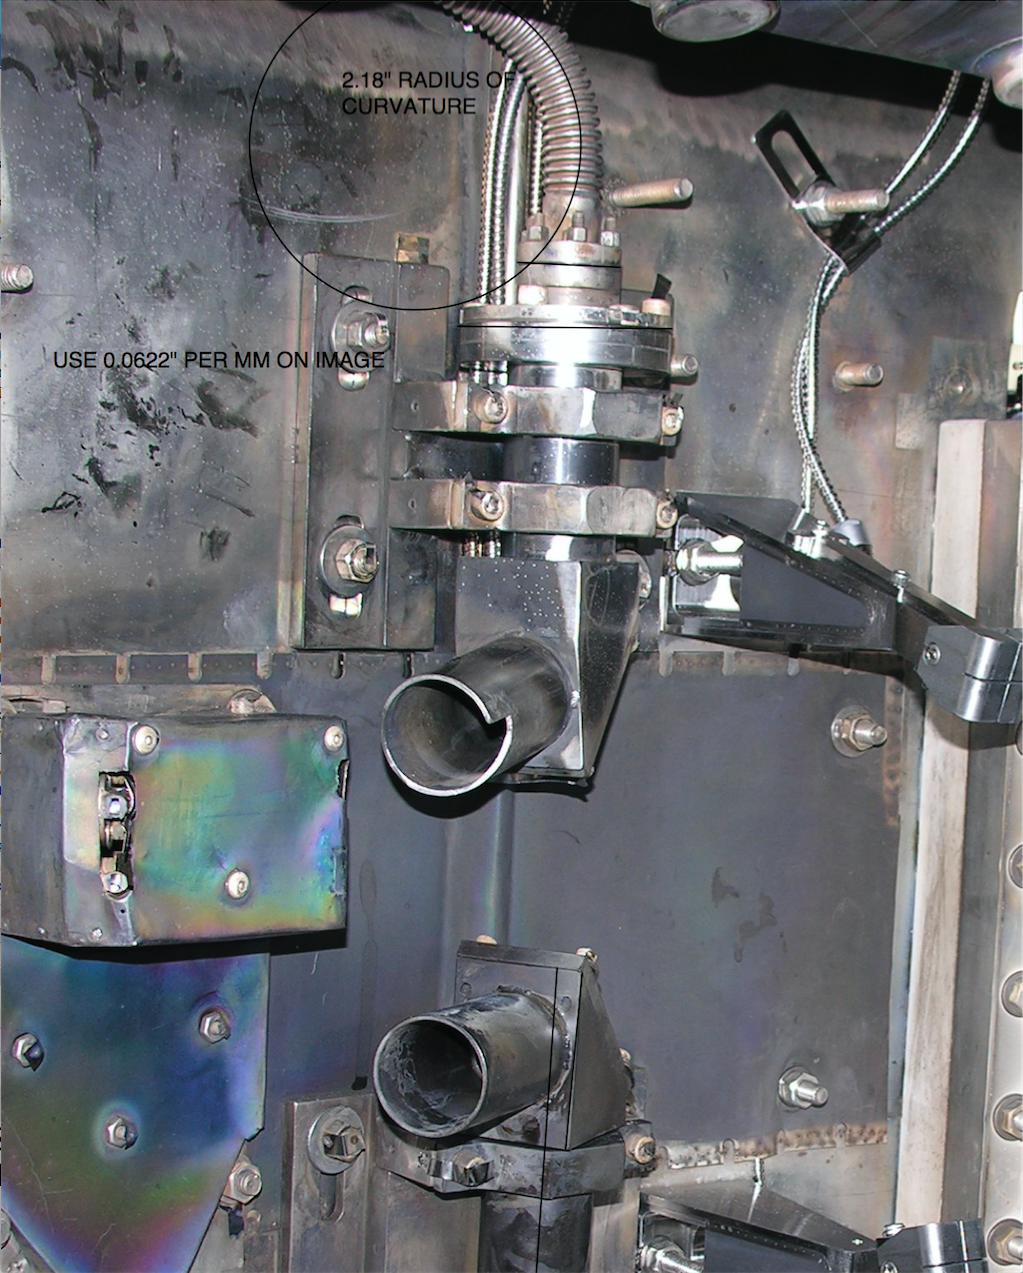 2.18" RADIUS OF
CURVATURE
USE 0.0622" PER MM ON IMAGE